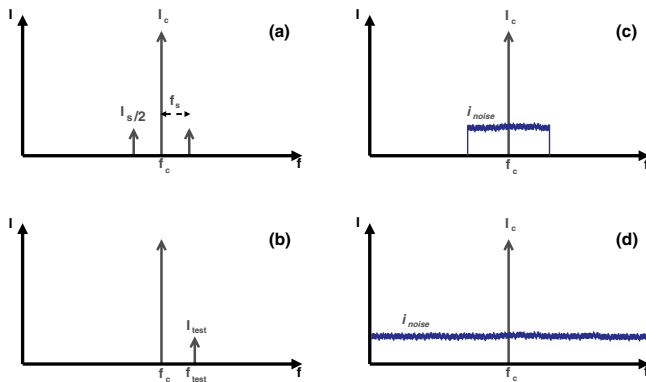 I
I c
(a)
f s
I s/2
f c
f
I
I c
(c)
i noise
f c
f
I
(b)
I test
f c
f test
f
I
I c
(d)
i noise
f c
f